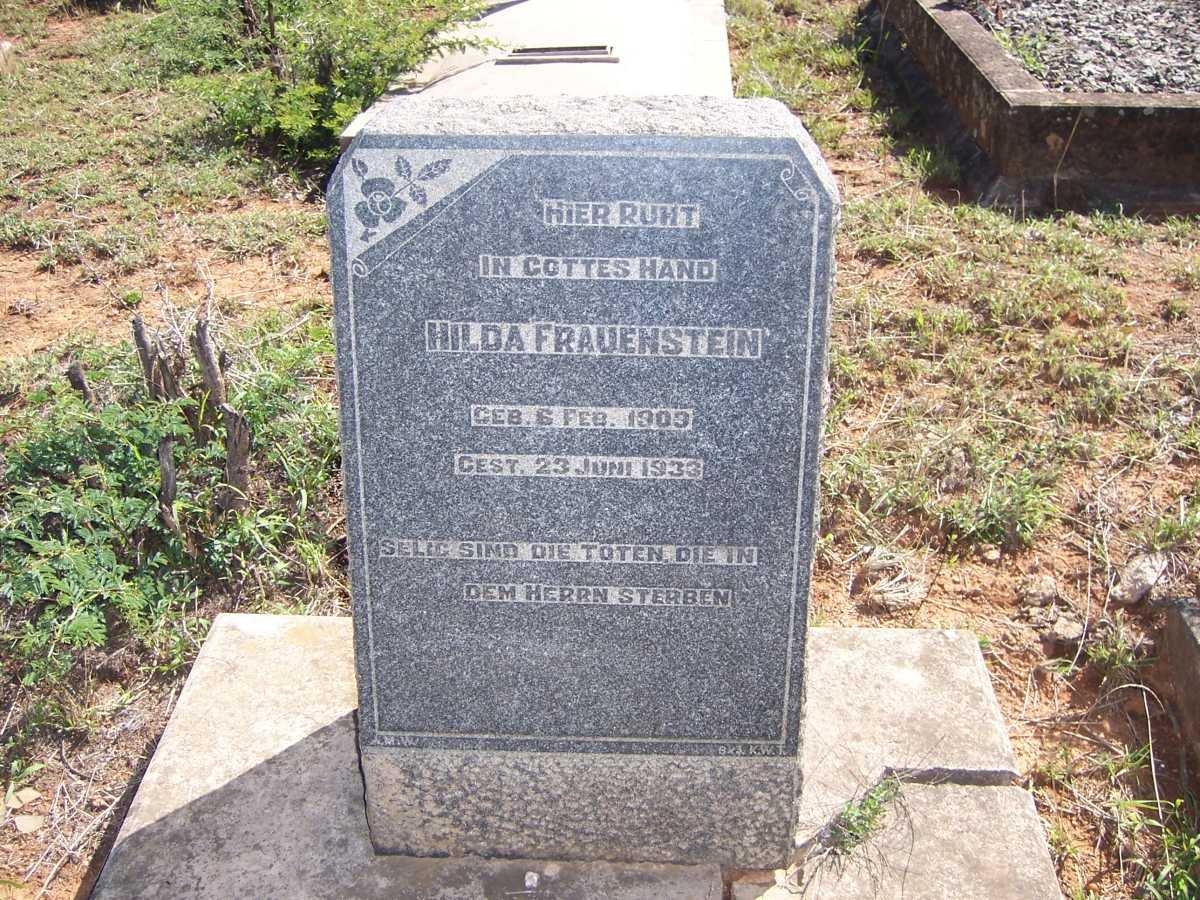 HIER RUHT
IN GOTTES HAND
HILDA FRAUENSTEIN
GEB. 6 FEB. 1909
GEST. 23 JUNI 1933
SELIG SIND DIE TOTEN, DIE IN
DEM HERRN STERBEN
K.W.T.